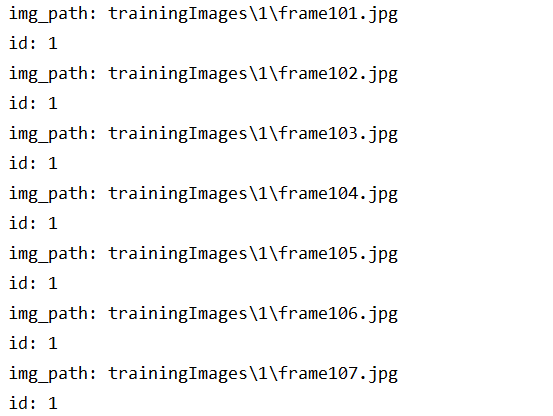 img_path: trainingImages\1\frame101.jpg
id: 1
img_path: trainingImages\1\frame102.jpg
id: 1
img_path: trainingImages\1\frame103.jpg
id: 1
img_path: trainingImages\1\frame104.jpg
id: 1
img_path: trainingImages\1\frame105.jpg
id: 1
img_path: trainingImages\1\frame106.jpg
id: 1
img_path: trainingImages\1\frame107.jpg
id: 1